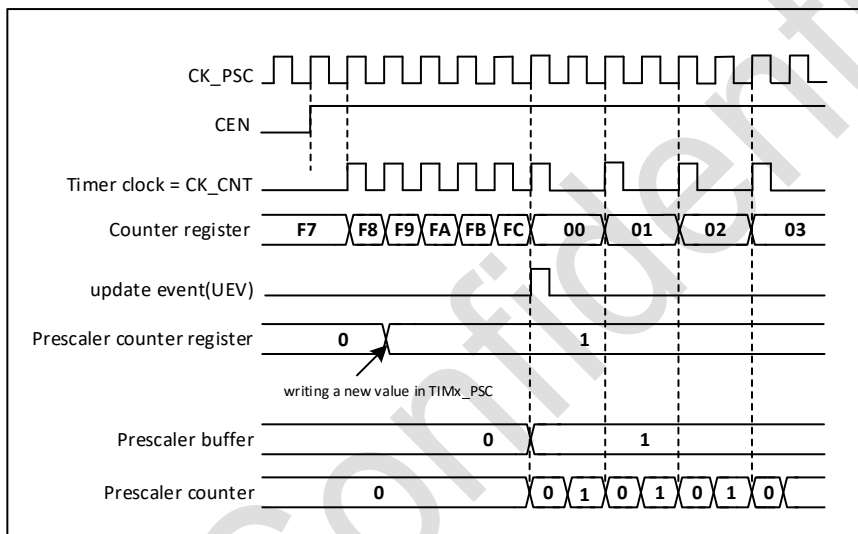 CK_PSC
CEN
Timer clock = CK_CNT
Counter register F7 F8 F9 FA FB FC 00 01 02 03
update event(UEV)
Prescaler counter register 0 1
writing a new value in TIMx_PSC
Prescaler buffer 0 1
Prescaler counter 0 0 1 0 1 0 1 0
Confidenti